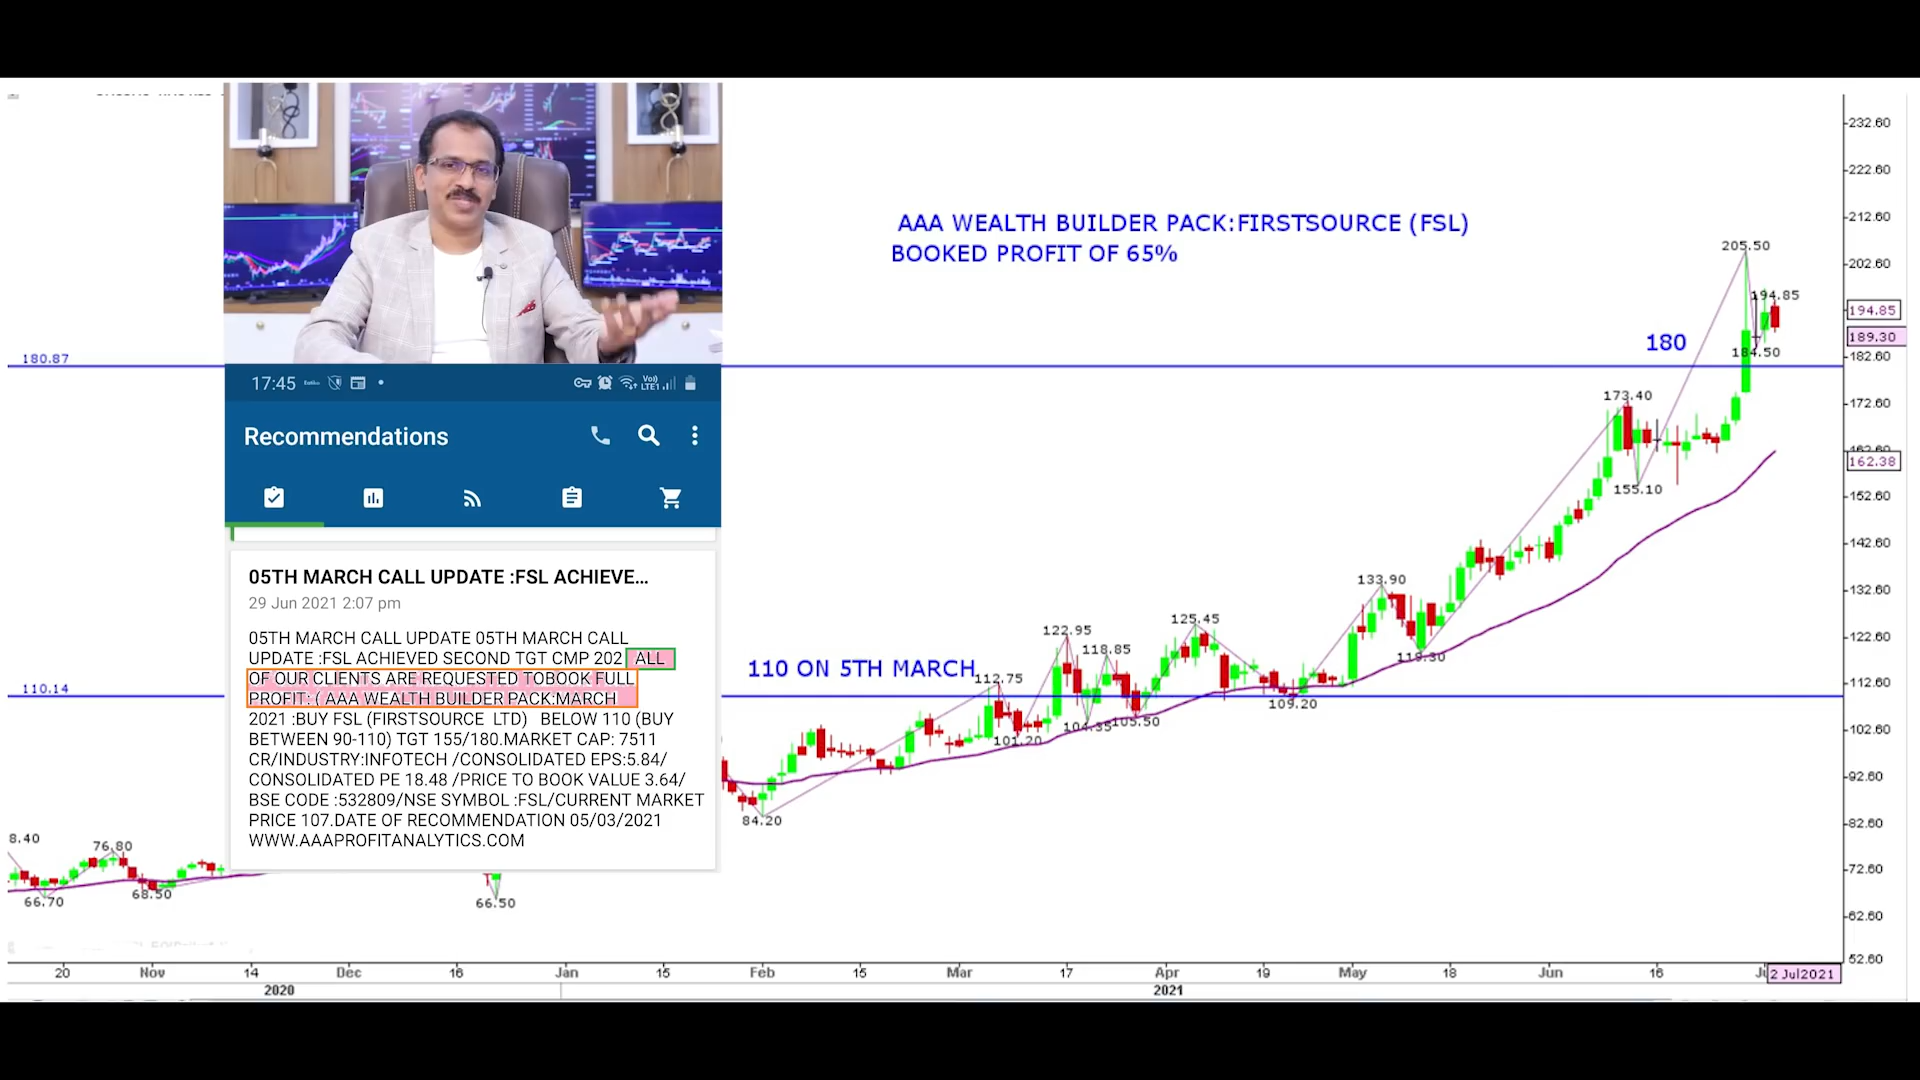 AAA WEALTH BUILDER PACK:FIRSTSOURCE (FSL)
BOOKED PROFIT OF 65%
180.87
180
110 ON 5TH MARCH
110.14
17:45
Recommendations
05TH MARCH CALL UPDATE :FSL ACHIEVE...
29 Jun 2021 2:07 pm
05TH MARCH CALL UPDATE 05TH MARCH CALL
UPDATE :FSL ACHIEVED SECOND TGT CMP 202 ALL
OF OUR CLIENTS ARE REQUESTED TOBOOK FULL
PROFIT: ( AAA WEALTH BUILDER PACK:MARCH
2021 :BUY FSL (FIRSTSOURCE LTD) BELOW 110 (BUY
BETWEEN 90-110) TGT 155/180.MARKET CAP: 7511
CR/INDUSTRY:INFOTECH /CONSOLIDATED EPS:5.84/
CONSOLIDATED PE 18.48 /PRICE TO BOOK VALUE 3.64/
BSE CODE :532809/NSE SYMBOL :FSL/CURRENT MARKET
PRICE 107.DATE OF RECOMMENDATION 05/03/2021
WWW.AAAPROFITANALYTICS.COM
8.40
66.70
76.80
68.50
66.50
84.20
112.75
101.20
122.95
104.35
118.85
105.50
125.45
109.20
133.90
119.30
173.40
155.10
205.50
194.85
184.50
232.60
222.60
212.60
202.60
194.85
189.30
182.60
172.60
162.38
152.60
142.60
132.60
122.60
112.60
102.60
92.60
82.60
72.60
62.60
52.60
20 Nov 14 Dec 16 Jan 15 Feb 15 Mar 17 Apr 19 May 18 Jun 16 2 Jul2021
2020 2021